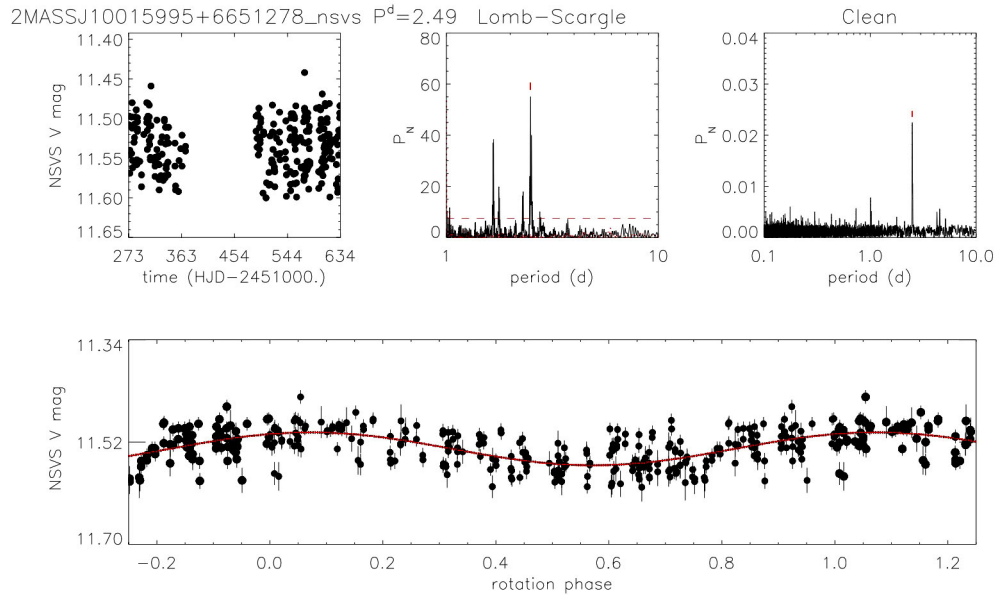 2MASSJ10015995+6651278_nsvs Pd=2.49 Lomb-Scargle Clean
11.40
11.45
11.50
11.55
11.60
11.65
NSVS V mag
273 363 454 544 634
time (HJD-2451000.)
80
60
40
20
0
P_N
1 10
period (d)
0.04
0.03
0.02
0.01
0.00
P_N
0.1 1.0 10.0
period (d)
11.34
11.52
11.70
NSVS V mag
-0.2 0.0 0.2 0.4 0.6 0.8 1.0 1.2
rotation phase